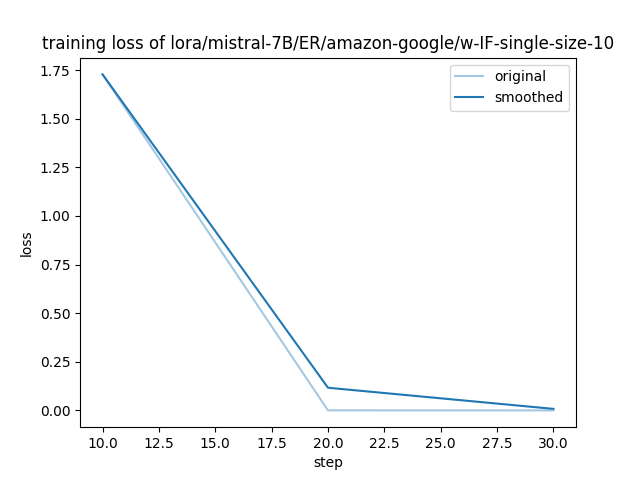 training loss of lora/mistral-7B/ER/amazon-google/w-IF-single-size-10
original
smoothed
1.75
1.50
1.25
1.00
0.75
0.50
0.25
0.00
loss
10.0 12.5 15.0 17.5 20.0 22.5 25.0 27.5 30.0
step